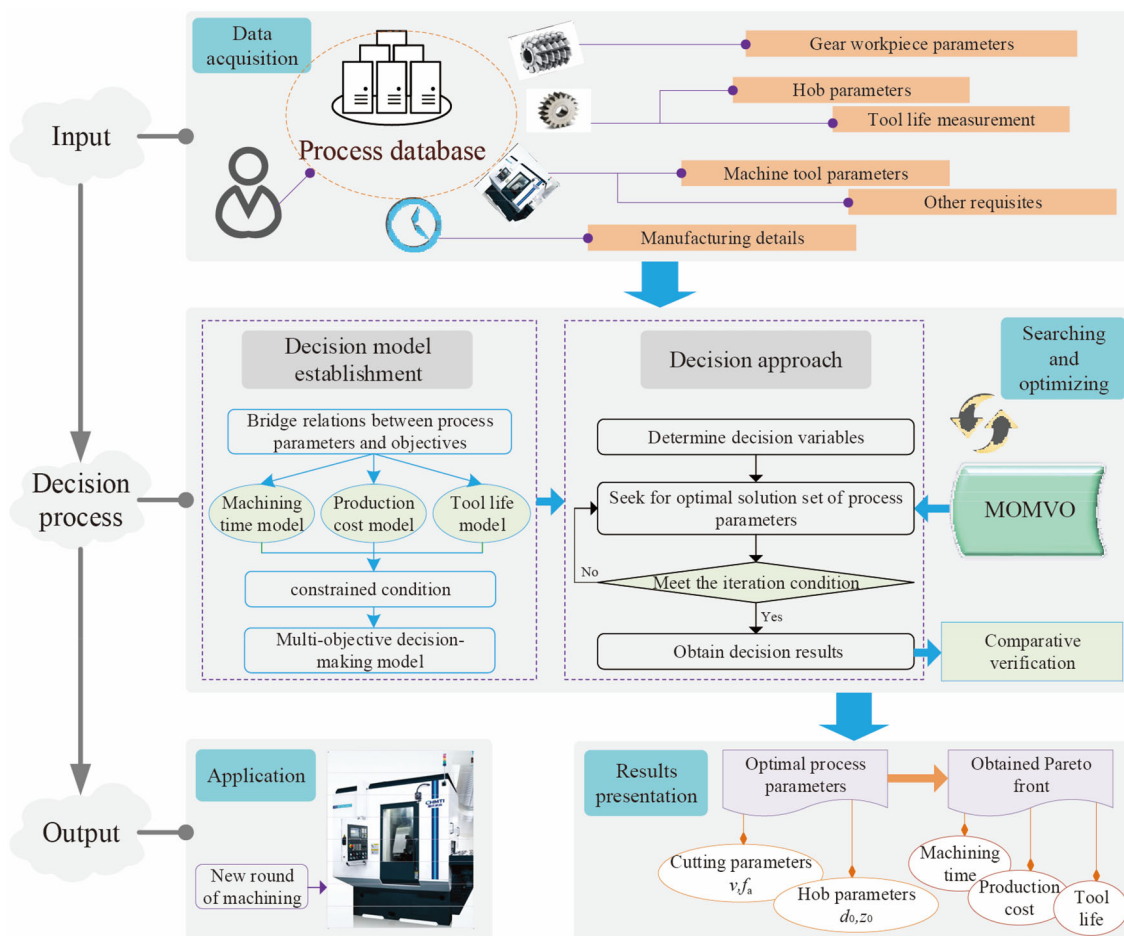 Data
acquisition
Process database
Gear workpiece parameters
Hob parameters
Tool life measurement
Machine tool parameters
Other requisites
Manufacturing details
Input
Decision model
establishment
Bridge relations between process
parameters and objectives
Machining
time model
Production
cost model
Tool life
model
constrained condition
Multi-objective decision-
making model
Decision approach
Determine decision variables
Seek for optimal solution set of process
parameters
No
Meet the iteration condition
Yes
Obtain decision results
Searching
and
optimizing
MOMVO
Comparative
verification
Decision
process
Application
CHMTI
New round
of machining
Output
Results
presentation
Optimal process
parameters
Obtained Pareto
front
Cutting parameters
v,fa
Hob parameters
d0,z0
Machining
time
Production
cost
Tool
life